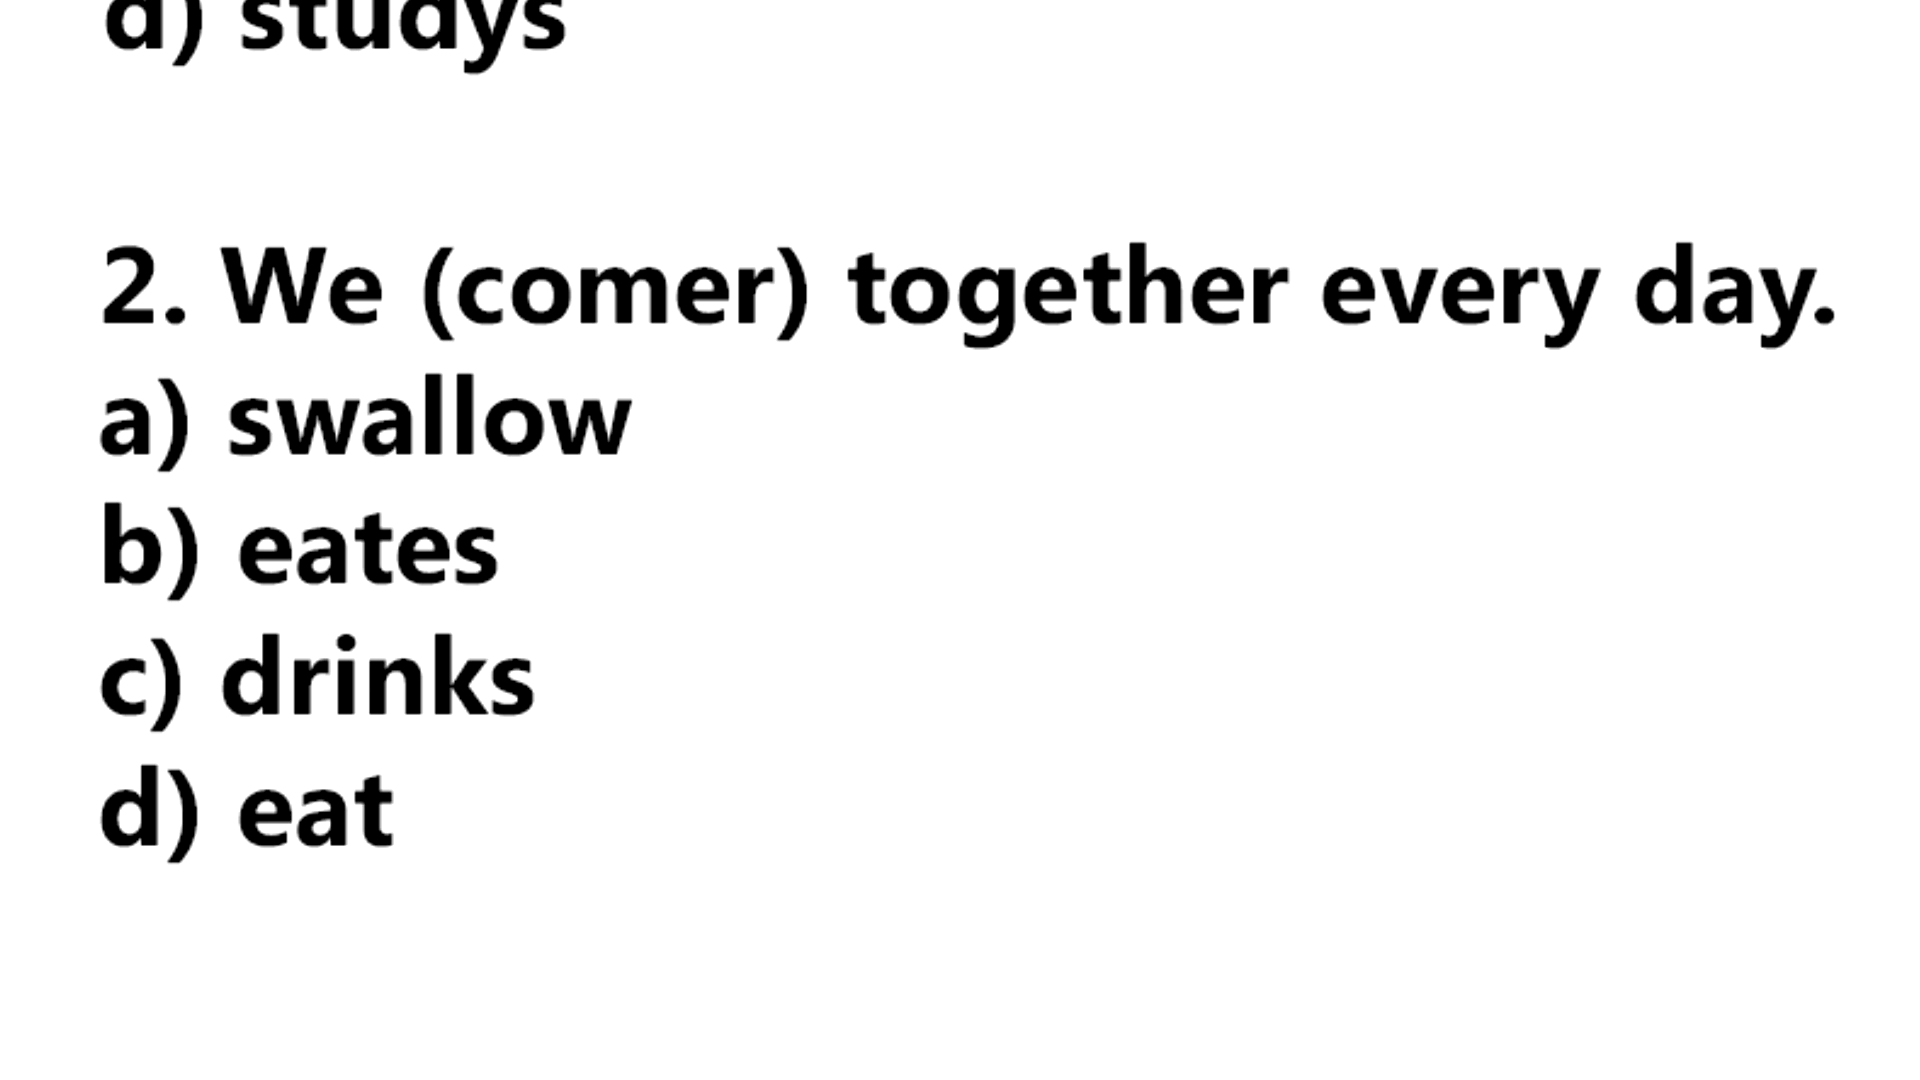 d) studys
2. We (comer) together every day.
a) swallow
b) eates
c) drinks
d) eat